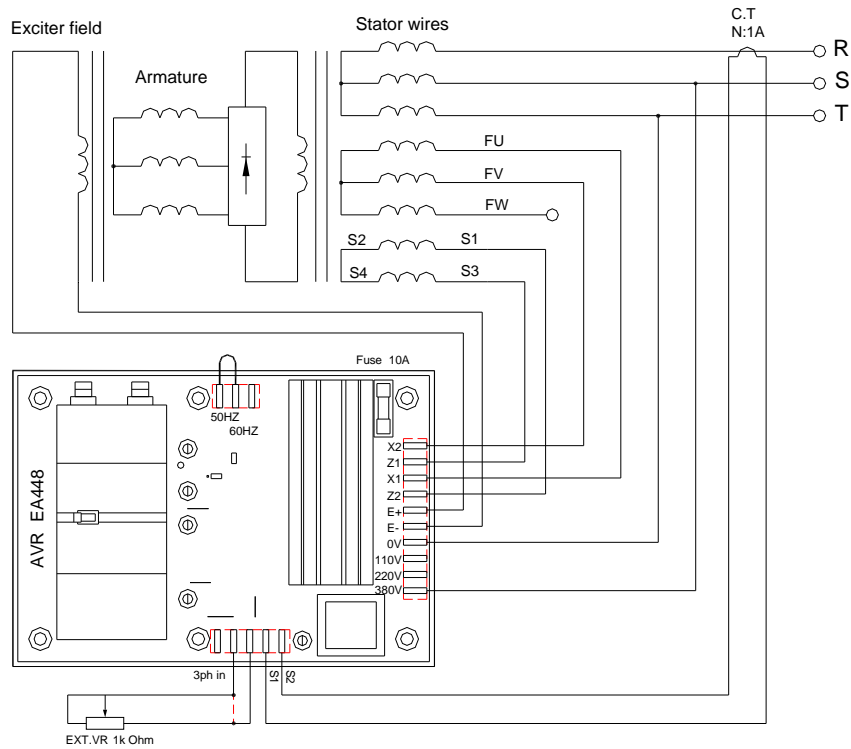 Exciter field
Stator wires
C.T
N:1A
R
Armature
S
T
FU
FV
FW
S2
S1
S4
S3
Fuse 10A
50HZ
60HZ
X2
Z1
X1
Z2
E+
E-
0V
110V
220V
380V
AVR EA448
3ph in
S1
S2
EXT.VR 1k Ohm